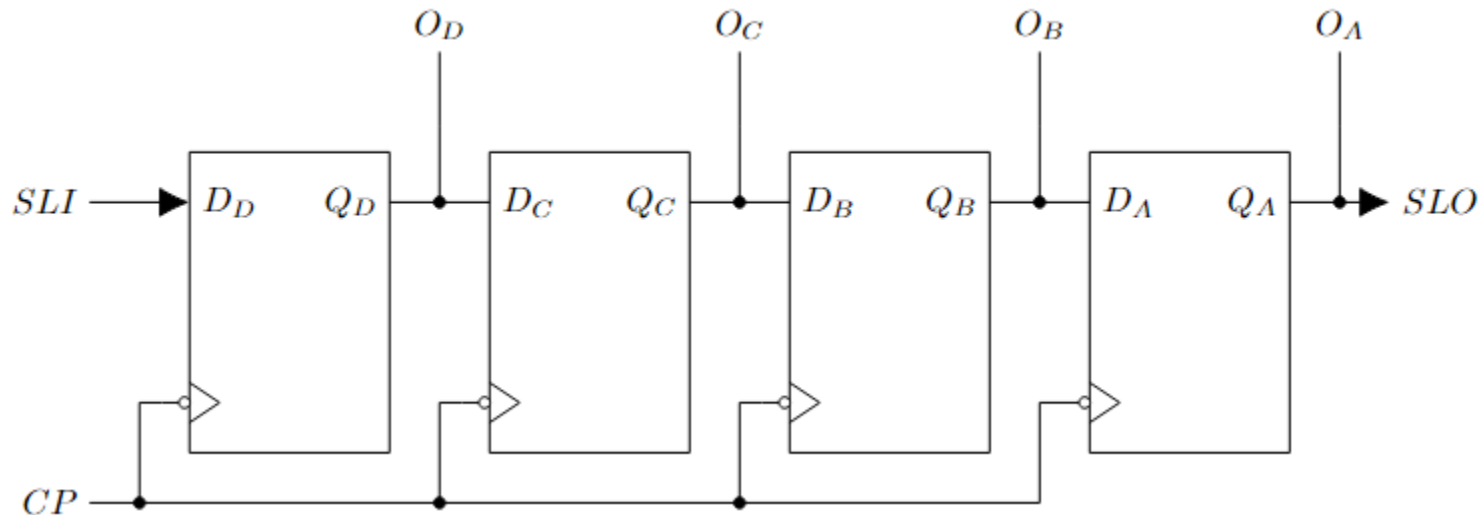 O_D O_C O_B O_A
SLI D_D Q_D D_C Q_C D_B Q_B D_A Q_A SLO
CP